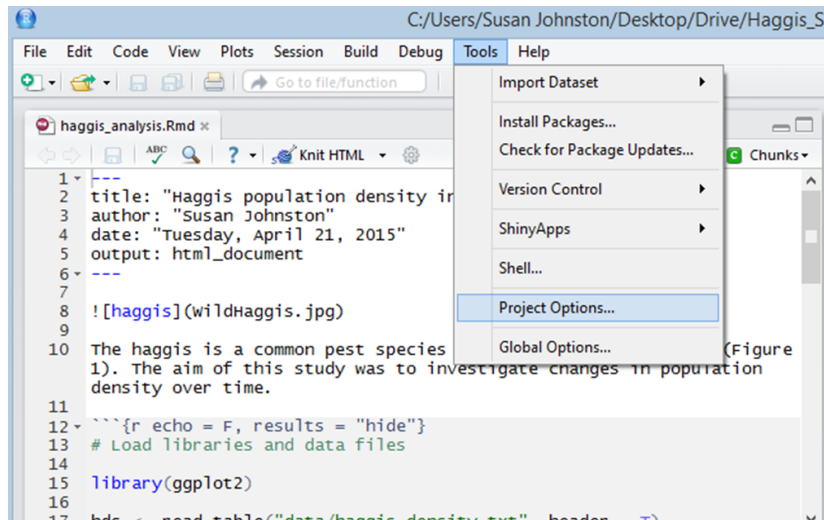 C:/Users/Susan Johnston/Desktop/Drive/Haggis_S
File Edit Code View Plots Session Build Debug Tools Help
Go to file/function
Import Dataset
Install Packages...
Check for Package Updates...
Version Control
ShinyApps
Shell...
Project Options...
Global Options...
haggis_analysis.Rmd
ABC ? Knit HTML C Chunks
1 ---
2 title: "Haggis population density in
3 author: "Susan Johnston"
4 date: "Tuesday, April 21, 2015"
5 output: html_document
6 ---
7
8 ![haggis](WildHaggis.jpg)
9
10 The haggis is a common pest species (Figure
1). The aim of this study was to investigate changes in population
density over time.
11
12 ```{r echo = F, results = "hide"}
13 # Load libraries and data files
14
15 library(ggplot2)
16